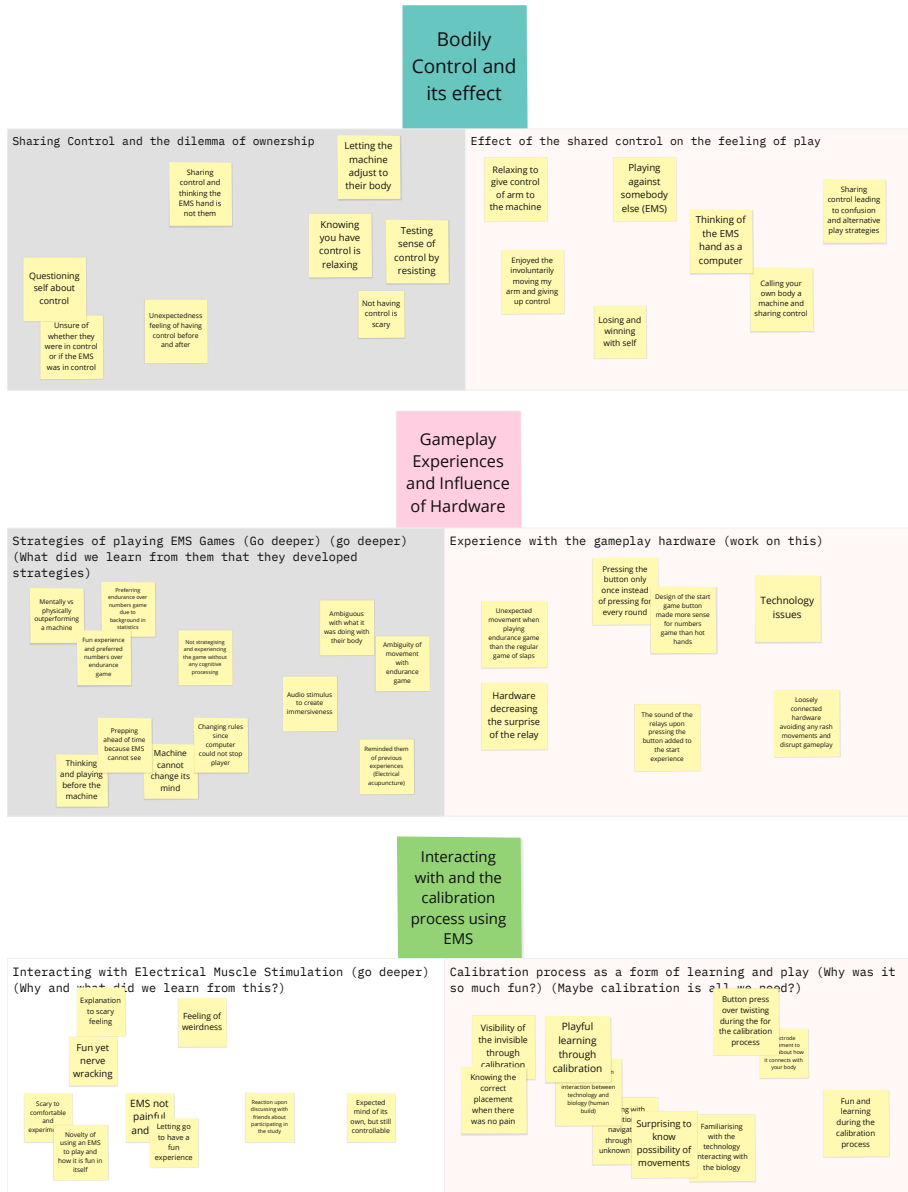 Bodily
Control and
its effect
Sharing Control and the dilemma of ownership
Letting the
machine
adjust to
their body
Sharing
control and
thinking the
EMS hand is
not them
Knowing
you have
control is
relaxing
Testing
sense of
control by
resisting
Questioning
self about
control
Unsure of
whether they
were in control
or if the EMS
was in control
Unexpectedness
feeling of having
control before
and after
Not having
control is
scary
Effect of the shared control on the feeling of play
Relaxing to
give control
of arm to
the machine
Playing
against
somebody
else (EMS)
Sharing
control leading
to confusion
and alternative
play strategies
Thinking of
the EMS
hand as a
computer
Enjoyed the
involuntarily
moving my
arm and giving
up control
Calling your
own body a
machine and
sharing control
Losing and
winning
with self
Gameplay
Experiences
and Influence
of Hardware
Strategies of playing EMS Games (Go deeper) (go deeper)
(What did we learn from them that they developed
strategies)
Mentally vs
physically
outperforming
a machine
Preferring
endurance over
numbers game
due to
background in
statistics
Fun experience
and preferred
numbers over
endurance
game
Not strategising
and experiencing
the game without
any cognitive
processing
Ambiguous
with what it
was doing with
their body
Ambiguity of
movement
with
endurance
game
Audio stimulus
to create
immersiveness
Prepping
ahead of time
because EMS
cannot see
Changing rules
since
computer
could not stop
player
Thinking
and playing
before the
machine
Machine
cannot
change its
mind
Reminded them
of previous
experiences
(Electrical
acupuncture)
Experience with the gameplay hardware (work on this)
Pressing the
button only
once instead
of pressing for
every round
Design of the start
game button
made more sense
for numbers
game than hot
hands
Technology
issues
Unexpected
movement when
playing
endurance game
than the regular
game of slaps
Hardware
decreasing
the surprise
of the relay
The sound of the
relays upon
pressing the
button added to
the start
experience
Loosely
connected
hardware
avoiding any rash
movements and
disrupt gameplay
Interacting
with and the
calibration
process using
EMS
Interacting with Electrical Muscle Stimulation (go deeper)
(Why and what did we learn from this?)
Explanation
to scary
feeling
Feeling of
weirdness
Fun yet
nerve
wracking
Scary to
comfortable
and
Novelty of
using an EMS
to play and
how it is fun in
itself
EMS not
painful
and
Letting go
to have a
fun
experience
Reaction upon
discussing with
friends about
participating in
the study
Expected
mind of its
own, but still
controllable
Calibration process as a form of learning and play (Why was it
so much fun?) (Maybe calibration is all we need?)
Button press
over twisting
during the for
the calibration
process
Visibility of
the invisible
through
calibration
Playful
learning
through
calibration
about how
it connects with
your body
Knowing the
correct
placement
when there
was no pain
interaction between
technology and
biology (human
build)
with
through
unknown
Surprising to
know
possibility of
movements
Familiarising
with the
technology
interacting with
the biology
Fun and
learning
during the
calibration
process